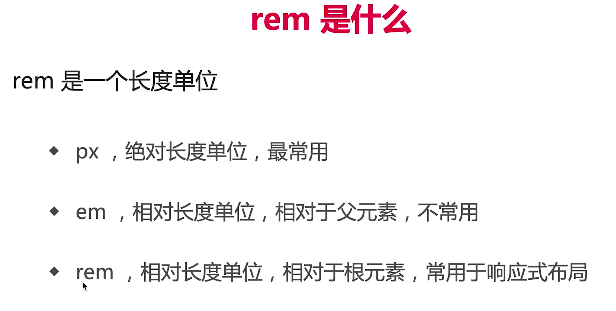 rem 是什么
rem 是一个长度单位
px ，绝对长度单位，最常用
em ，相对长度单位，相对于父元素，不常用
rem ，相对长度单位，相对于根元素，常用于响应式布局